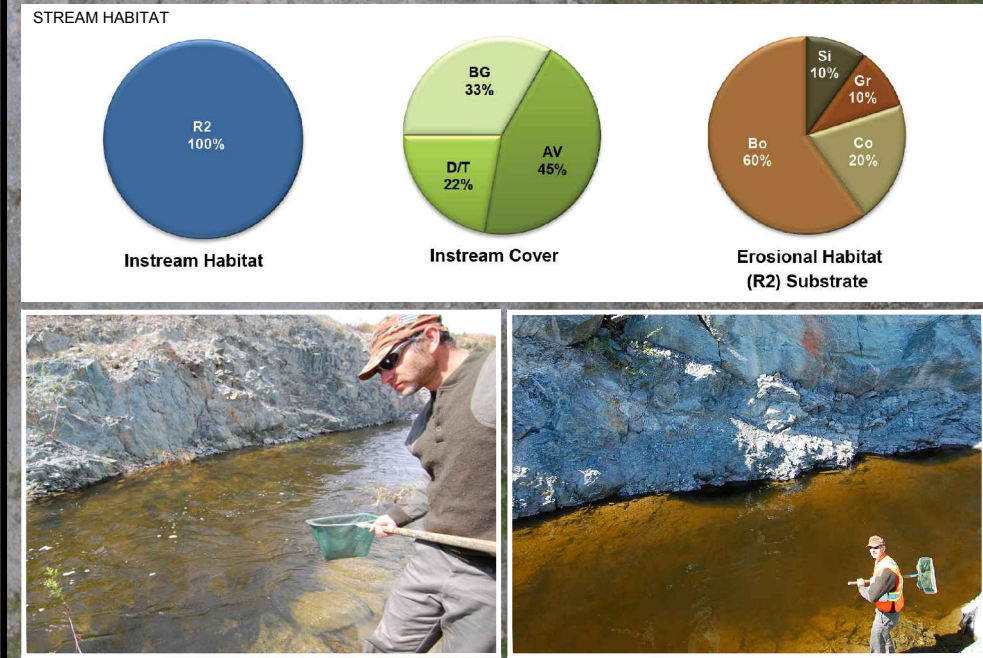 STREAM HABITAT
R2
100%
Instream Habitat
BG
33%
AV
45%
D/T
22%
Instream Cover
Si
10%
Gr
10%
Co
20%
Bo
60%
Erosional Habitat
(R2) Substrate